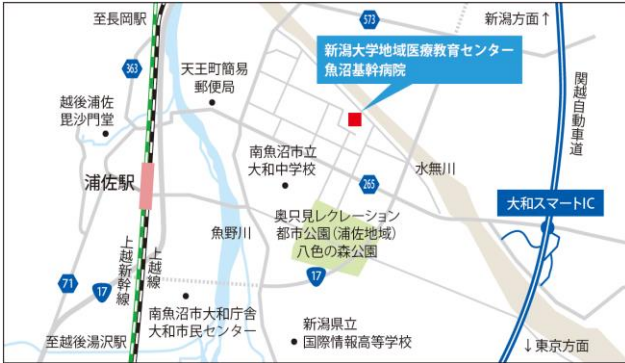 至長岡駅
573
新潟方面↑
新潟大学地域医療教育センター
魚沼基幹病院
363
天王町簡易
郵便局
関越自動車道
越後浦佐
毘沙門堂
南魚沼市立
大和中学校
水無川
浦佐駅
265
大和スマートIC
奥只見レクレーション
都市公園(浦佐地域)
八色の森公園
魚野川
上越新幹線
上越線
17
71
17
南魚沼市大和庁舎
大和市民センター
新潟県立
国際情報高等学校
至越後湯沢駅
↓東京方面